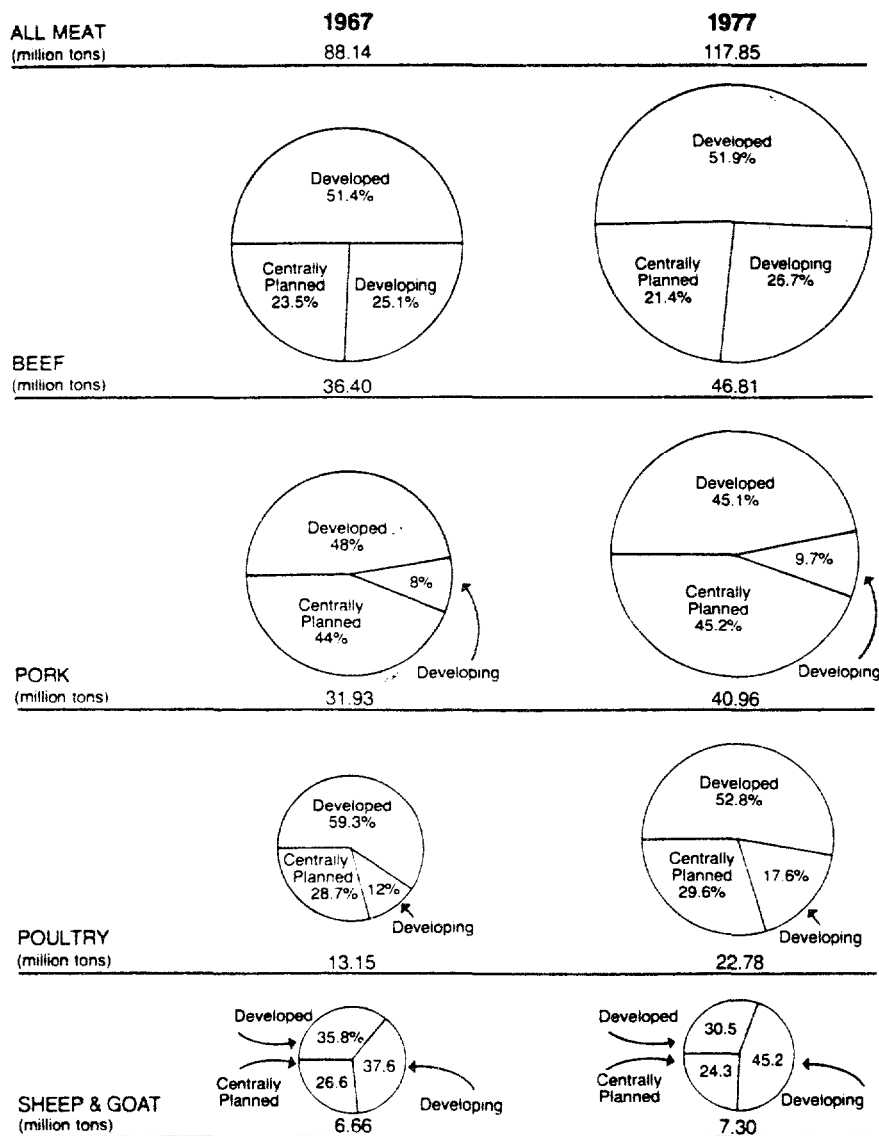 1967 1977
ALL MEAT
(million tons) 88.14 117.85
Developed
51.4%
Centrally
Planned
23.5%
Developing
25.1%
Developed
51.9%
Centrally
Planned
21.4%
Developing
26.7%
BEEF
(million tons) 36.40 46.81
Developed
48%
8%
Centrally
Planned
44%
Developing
Developed
45.1%
9.7%
Centrally
Planned
45.2%
Developing
PORK
(million tons) 31.93 40.96
Developed
59.3%
Centrally
Planned
28.7%
12%
Developing
Developed
52.8%
Centrally
Planned
29.6%
17.6%
Developing
POULTRY
(million tons) 13.15 22.78
Developed
35.8%
37.6
Centrally
Planned
26.6
Developing
Developed
30.5
45.2
Centrally
Planned
24.3
Developing
SHEEP & GOAT
(million tons) 6.66 7.30